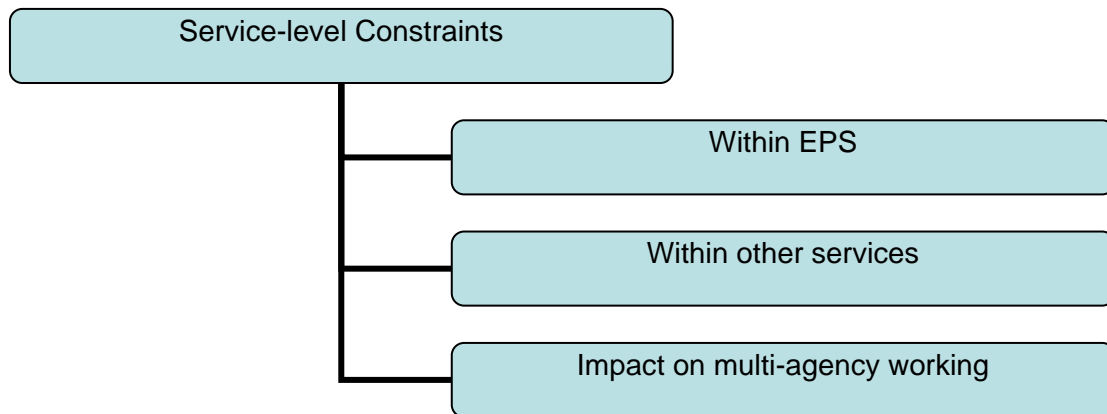 Service-level Constraints
Within EPS
Within other services
Impact on multi-agency working